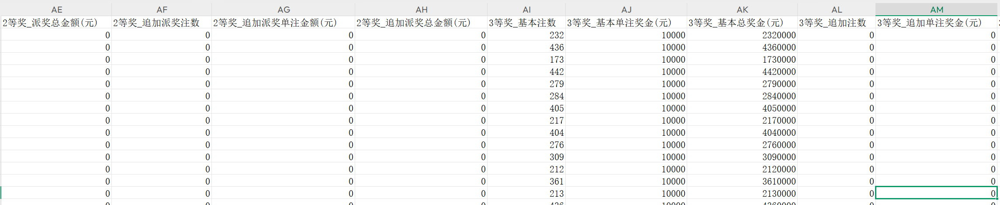 AE AF AG AH AI AJ AK AL AM
2等奖_派奖总金额(元) 2等奖_追加派奖注数 2等奖_追加派奖单注金额(元) 2等奖_追加派奖总金额(元) 3等奖_基本注数 3等奖_基本单注奖金(元) 3等奖_基本总奖金(元) 3等奖_追加注数 3等奖_追加单注奖金(元)
0 0 0 0 232 10000 2320000 0 0
0 0 0 0 436 10000 4360000 0 0
0 0 0 0 173 10000 1730000 0 0
0 0 0 0 442 10000 4420000 0 0
0 0 0 0 279 10000 2790000 0 0
0 0 0 0 284 10000 2840000 0 0
0 0 0 0 405 10000 4050000 0 0
0 0 0 0 217 10000 2170000 0 0
0 0 0 0 404 10000 4040000 0 0
0 0 0 0 276 10000 2760000 0 0
0 0 0 0 309 10000 3090000 0 0
0 0 0 0 212 10000 2120000 0 0
0 0 0 0 361 10000 3610000 0 0
0 0 0 0 213 10000 2130000 0 0